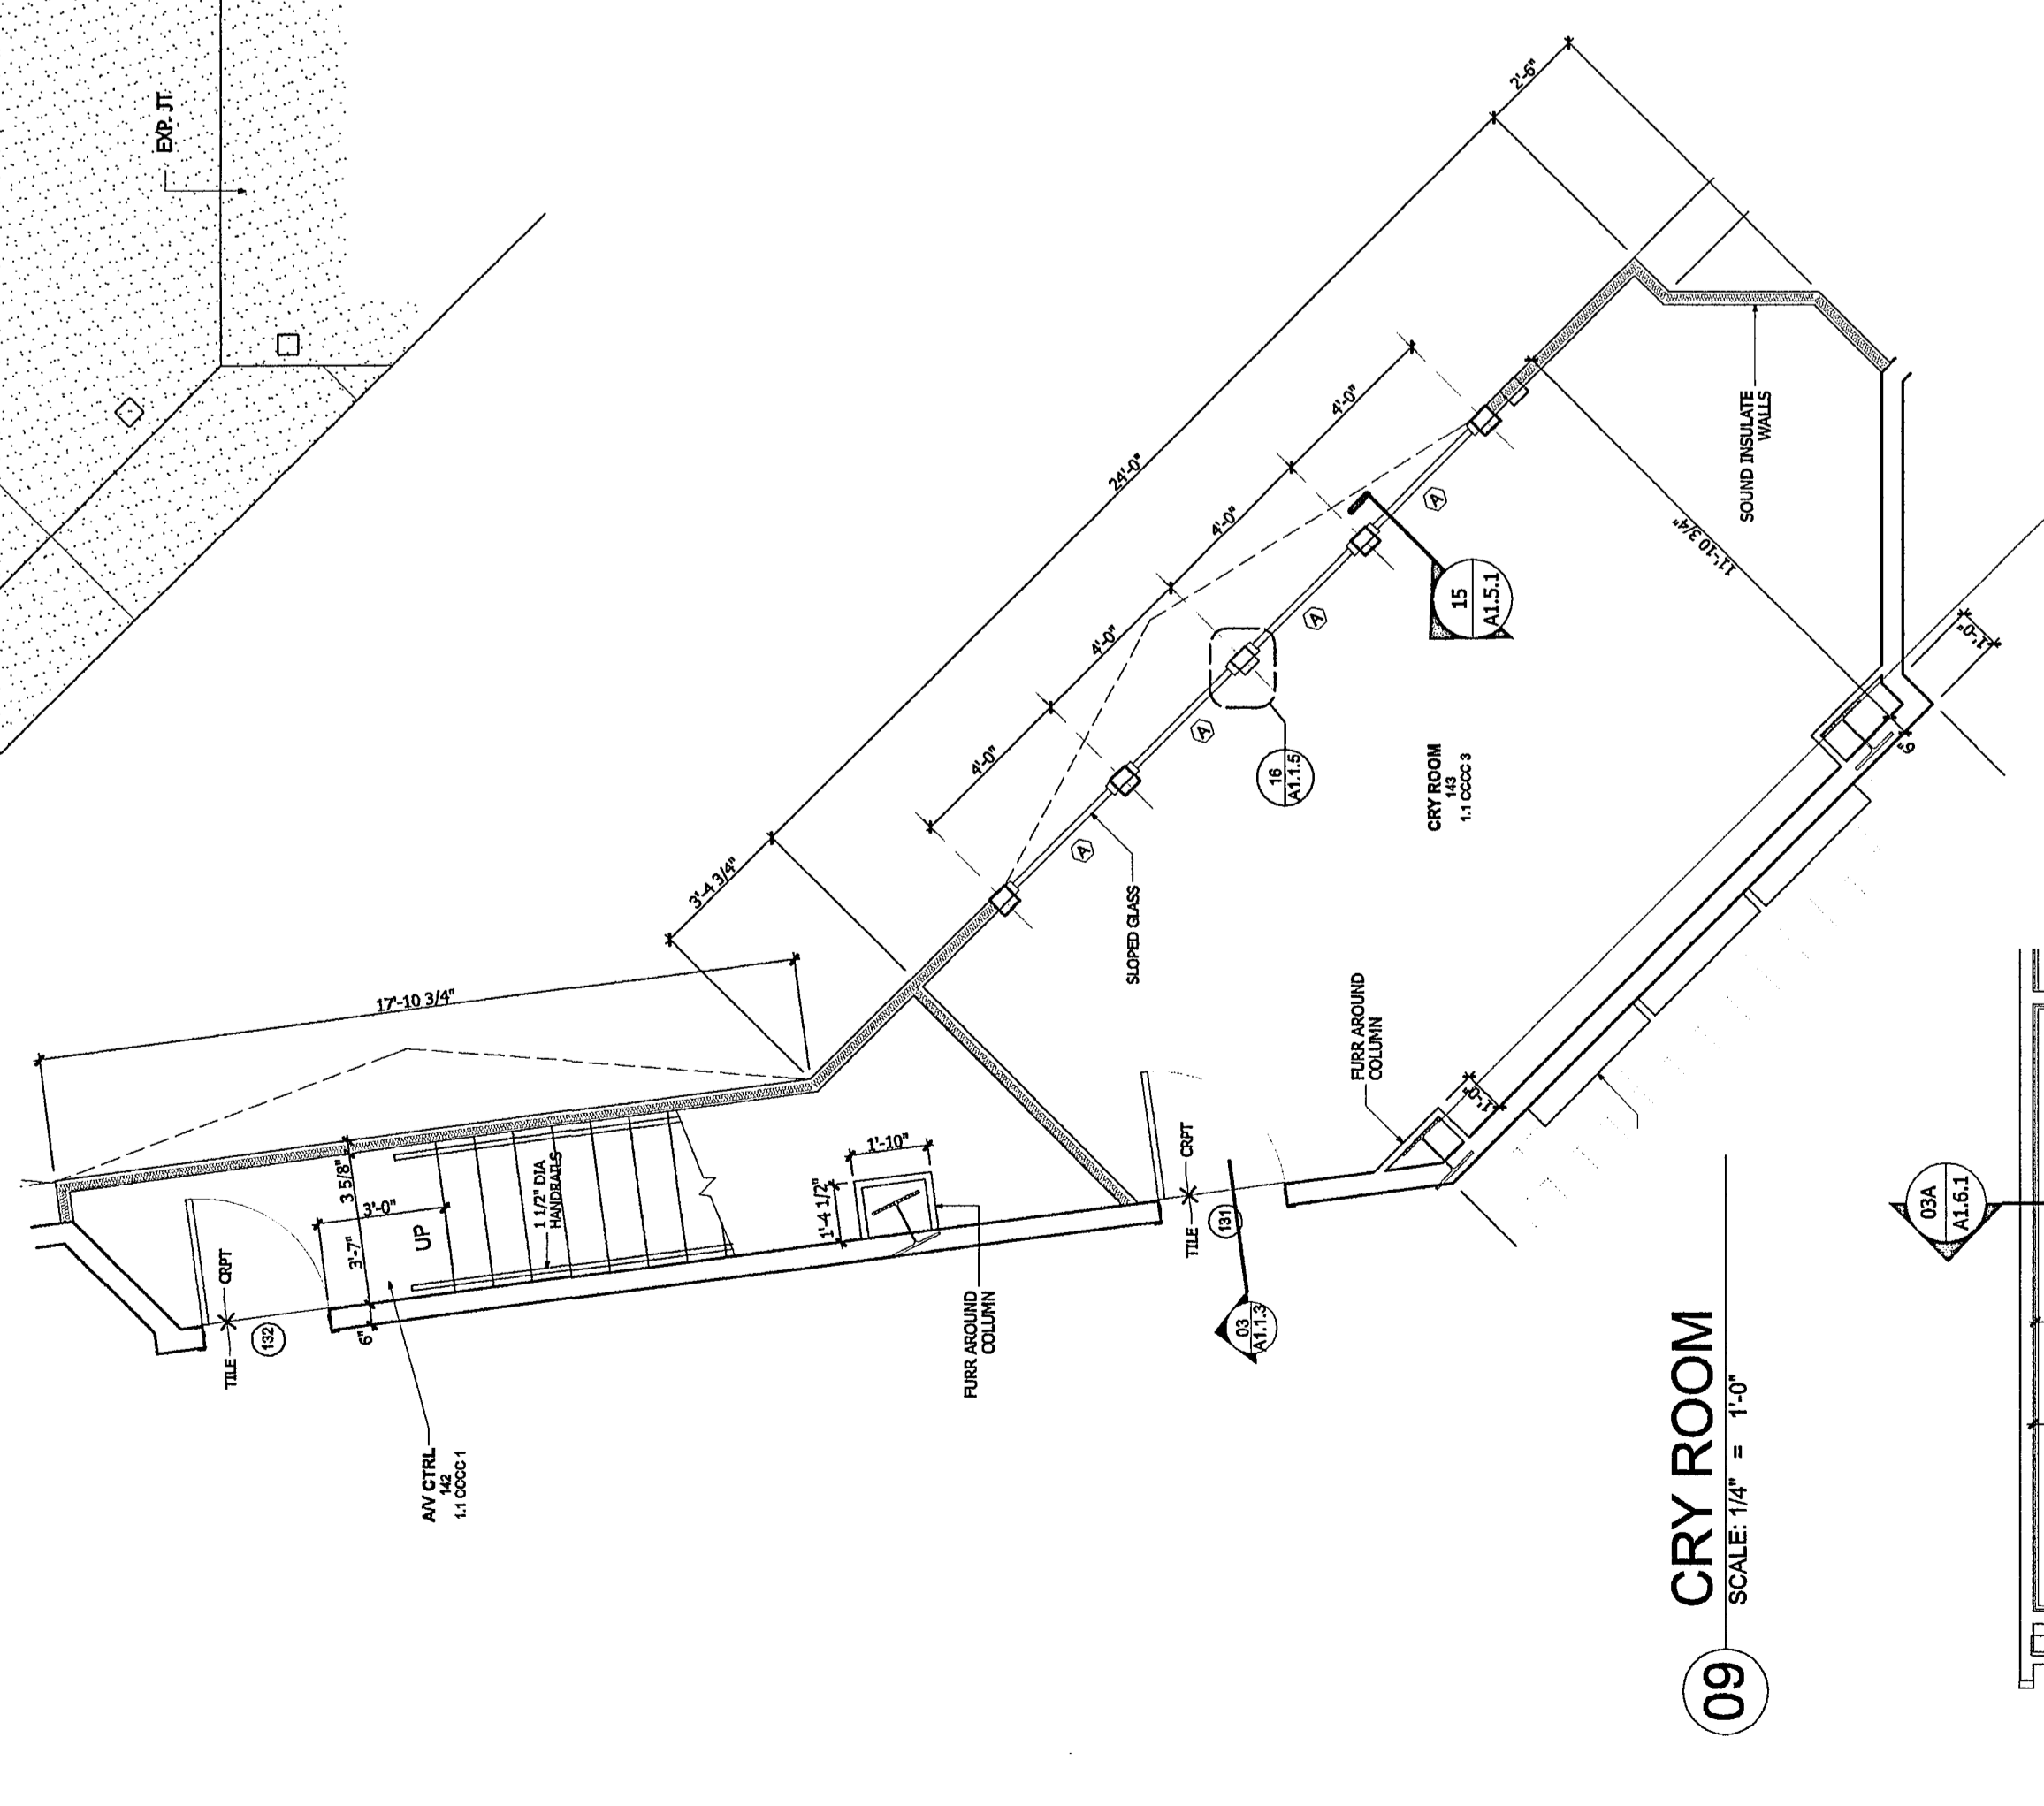 EXP. JT.
2'-6"
24'-0"
4'-0"
4'-0"
4'-0"
4'-0"
3'-4 3/4"
17'-10 3/4"
A
A
A
A
15
A1.5.1
16
A1.1.5
SOUND INSULATE
WALLS
11'-10 3/4"
1'-0"
6"
CRY ROOM
143
1.1 CCCC 3
SLOPED GLASS
FURR AROUND
COLUMN
1'-0"
1'-10"
1'-4 1/2"
CRPT
TILE
131
03
A1.1.3
FURR AROUND
COLUMN
3 5/8"
3'-0"
3'-7"
UP
1 1/2" DIA
HANDRAILS
6"
CRPT
TILE
132
A/V CTRL
142
1.1 CCCC 1
03A
A1.6.1
09
CRY ROOM
SCALE: 1/4" = 1'-0"